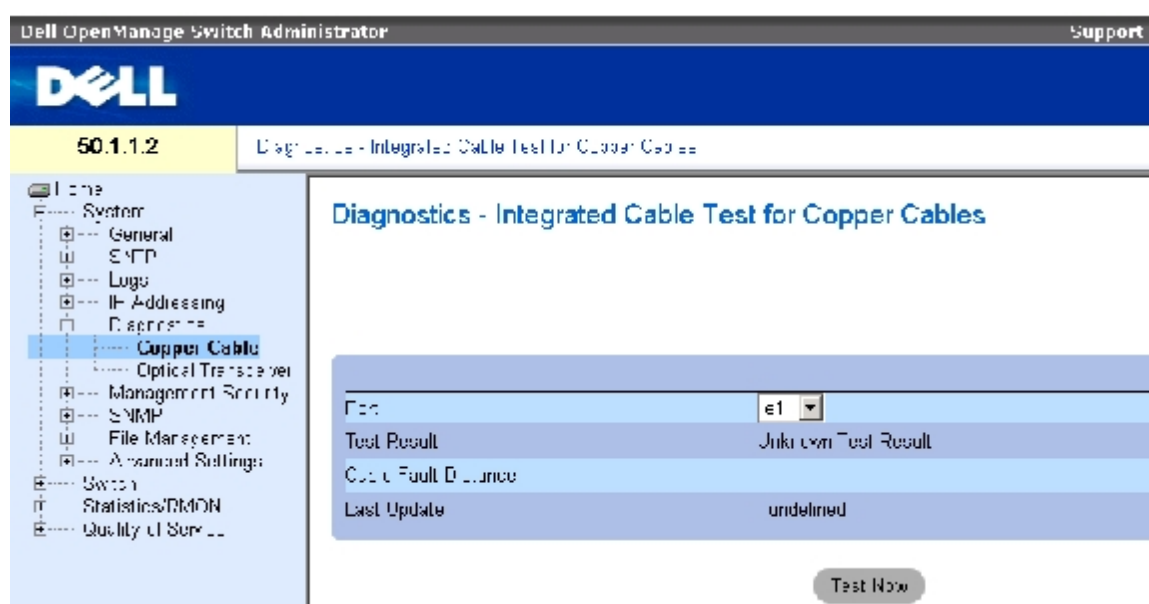 Dell OpenManage Switch Administrator
Support
DELL
50.1.1.2
Diagnostics - Integrated Cable Test for Copper Cables
Home
System
General
SNTP
Logs
IP Addressing
Diagnostics
Copper Cable
Optical Transceiver
Management Security
SNMP
File Management
Advanced Settings
Switch
Statistics/RMON
Quality of Service
Diagnostics - Integrated Cable Test for Copper Cables
Port
e1
Test Result
Unknown Test Result
Cable Fault Distance
Last Update
undefined
Test Now